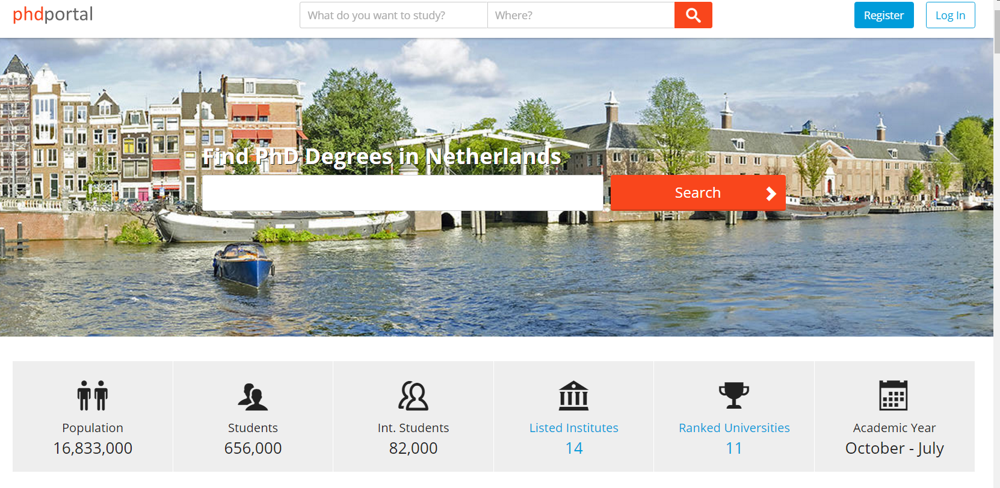 phdportal
What do you want to study?
Where?
Register
Log In
Find PhD Degrees in Netherlands
Search
Population
16,833,000
Students
656,000
Int. Students
82,000
Listed Institutes
14
Ranked Universities
11
Academic Year
October - July